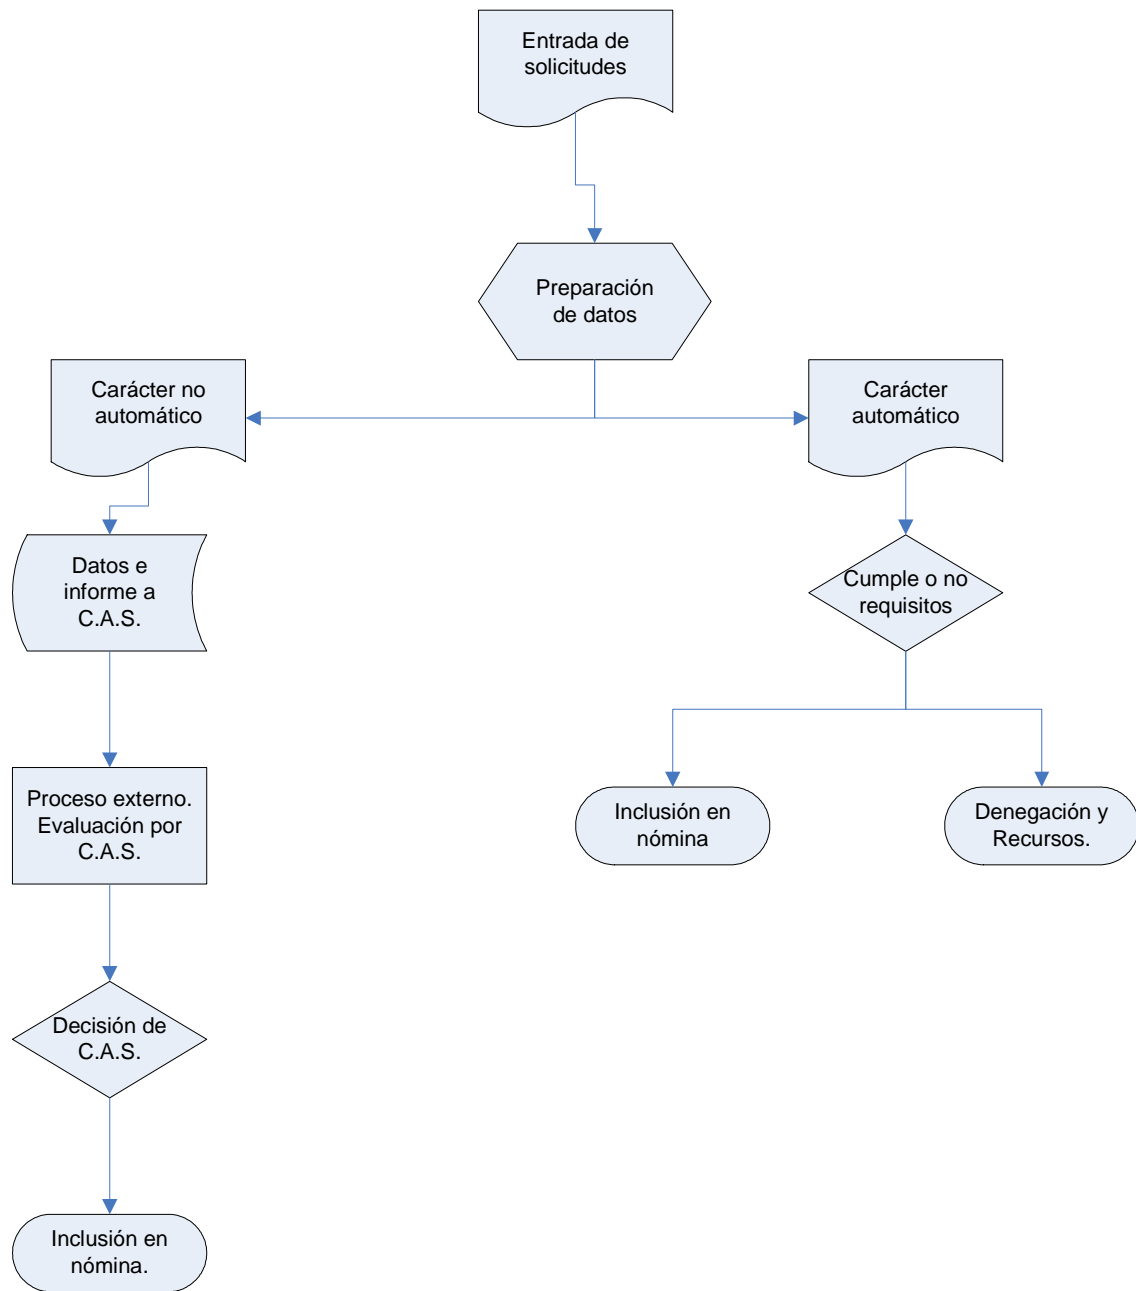 Entrada de
solicitudes
Preparación
de datos
Carácter no
automático
Carácter
automático
Datos e
informe a
C.A.S.
Cumple o no
requisitos
Proceso externo.
Evaluación por
C.A.S.
Inclusión en
nómina
Denegación y
Recursos.
Decisión de
C.A.S.
Inclusión en
nómina.